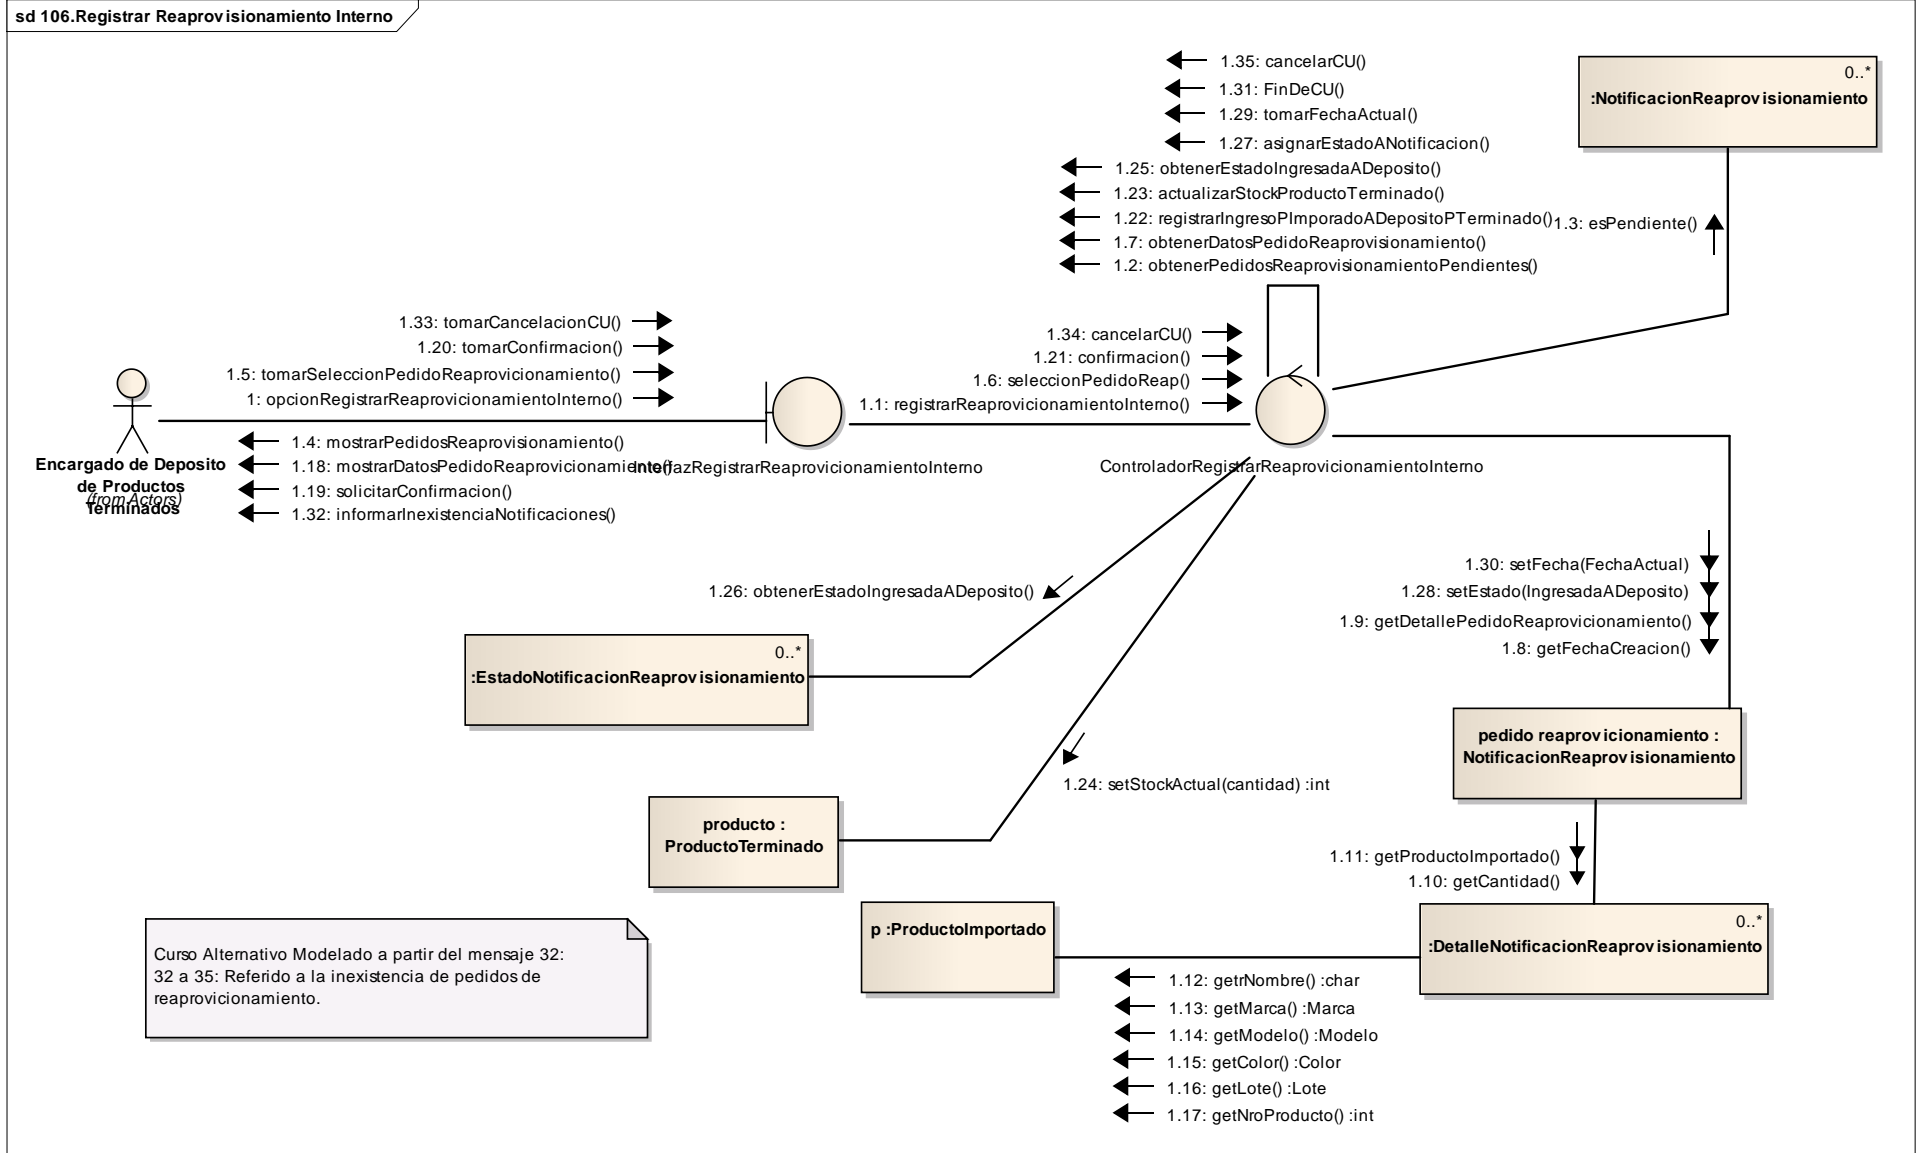 sd 106.Registrar Reaprovisionamiento Interno
1.35: cancelarCU()
1.31: FinDeCU()
1.29: tomarFechaActual()
1.27: asignarEstadoANotificacion()
1.25: obtenerEstadoIngresadaADeposito()
1.23: actualizarStockProductoTerminado()
1.22: registrarIngresoPImporadoADepositoPTerminado()
1.7: obtenerDatosPedidoReaprovisionamiento()
1.2: obtenerPedidosReaprovisionamientoPendientes()
0..*
:NotificacionReaprovisionamiento
1.3: esPendiente()
1.33: tomarCancelacionCU()
1.20: tomarConfirmacion()
1.5: tomarSeleccionPedidoReaprovicionamiento()
1: opcionRegistrarReaprovicionamientoInterno()
1.34: cancelarCU()
1.21: confirmacion()
1.6: seleccionPedidoReap()
1.1: registrarReaprovicionamientoInterno()
Encargado de Deposito
de Productos
Terminados
(from Actors)
1.4: mostrarPedidosReaprovisionamiento()
1.18: mostrarDatosPedidoReaprovicionamiento()
1.19: solicitarConfirmacion()
1.32: informarInexistenciaNotificaciones()
InterfazRegistrarReaprovicionamientoInterno
ControladorRegistrarReaprovicionamientoInterno
1.26: obtenerEstadoIngresadaADeposito()
0..*
:EstadoNotificacionReaprovisionamiento
1.30: setFecha(FechaActual)
1.28: setEstado(IngresadaADeposito)
1.9: getDetallePedidoReaprovicionamiento()
1.8: getFechaCreacion()
pedido reaprovicionamiento :
NotificacionReaprovisionamiento
1.24: setStockActual(cantidad) :int
producto :
ProductoTerminado
1.11: getProductoImportado()
1.10: getCantidad()
p :ProductoImportado
0..*
:DetalleNotificacionReaprovisionamiento
1.12: getrNombre() :char
1.13: getMarca() :Marca
1.14: getModelo() :Modelo
1.15: getColor() :Color
1.16: getLote() :Lote
1.17: getNroProducto() :int
Curso Alternativo Modelado a partir del mensaje 32:
32 a 35: Referido a la inexistencia de pedidos de
reaprovicionamiento.